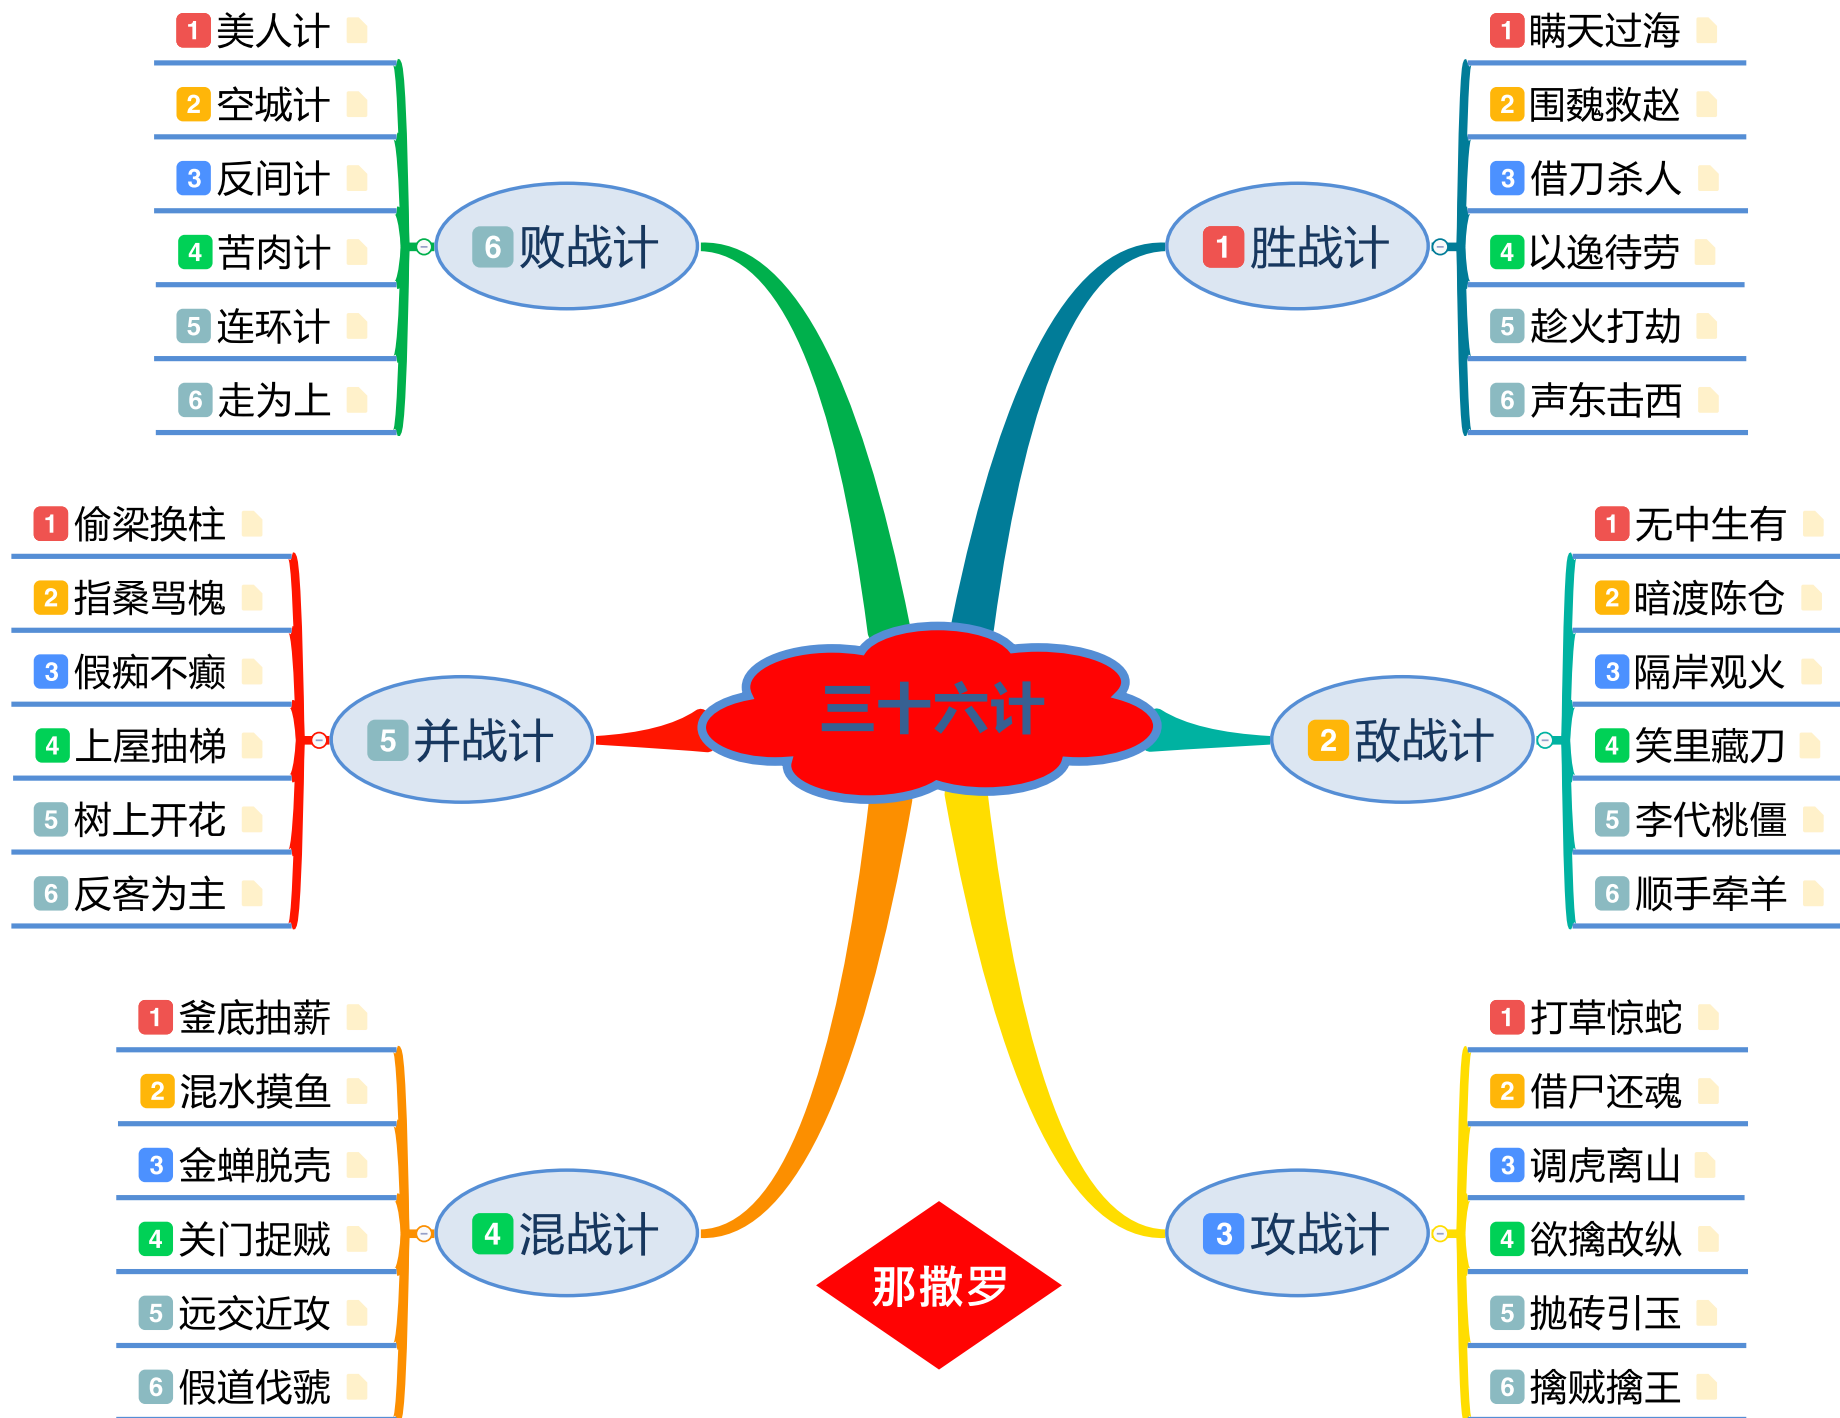 三十六计
1 胜战计
1 瞒天过海
2 围魏救赵
3 借刀杀人
4 以逸待劳
5 趁火打劫
6 声东击西
2 敌战计
1 无中生有
2 暗渡陈仓
3 隔岸观火
4 笑里藏刀
5 李代桃僵
6 顺手牵羊
3 攻战计
1 打草惊蛇
2 借尸还魂
3 调虎离山
4 欲擒故纵
5 抛砖引玉
6 擒贼擒王
4 混战计
1 釜底抽薪
2 混水摸鱼
3 金蝉脱壳
4 关门捉贼
5 远交近攻
6 假道伐虢
5 并战计
1 偷梁换柱
2 指桑骂槐
3 假痴不癫
4 上屋抽梯
5 树上开花
6 反客为主
6 败战计
1 美人计
2 空城计
3 反间计
4 苦肉计
5 连环计
6 走为上
那撒罗